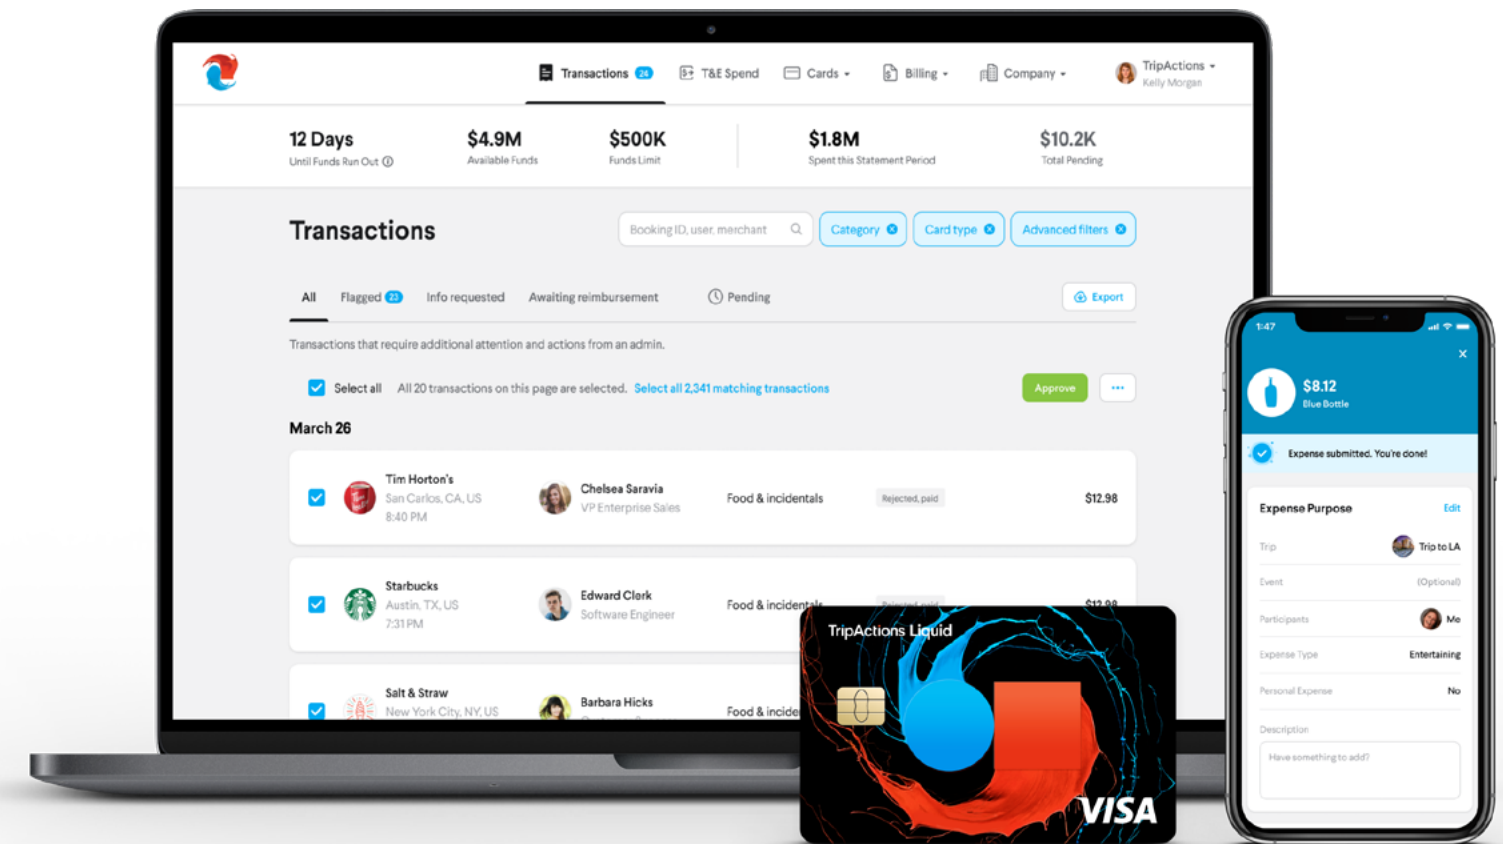 Transactions 24
T&E Spend
Cards
Billing
Company
TripActions
Kelly Morgan
12 Days
Until Funds Run Out
$4.9M
Available Funds
$500K
Funds Limit
$1.8M
Spent this Statement Period
$10.2K
Total Pending
Transactions
Booking ID, user, merchant
Category
Card type
Advanced filters
All
Flagged 23
Info requested
Awaiting reimbursement
Pending
Export
Transactions that require additional attention and actions from an admin.
Select all
All 20 transactions on this page are selected. Select all 2,341 matching transactions
Approve
March 26
Tim Horton's
San Carlos, CA, US
8:40 PM
Chelsea Saravia
VP Enterprise Sales
Food & incidentals
Rejected, paid
$12.98
Starbucks
Austin, TX, US
7:31 PM
Edward Clerk
Software Engineer
Food & incidentals
Rejected, paid
$12.98
Salt & Straw
New York City, NY, US
Barbara Hicks
Food &
TripActions Liquid
VISA
1:47
$8.12
Blue Bottle
Expense submitted. You're done!
Expense Purpose
Edit
Trip
Trip to LA
Event
(Optional)
Participants
Me
Expense Type
Entertaining
Personal Expense
No
Description
Have something to add?